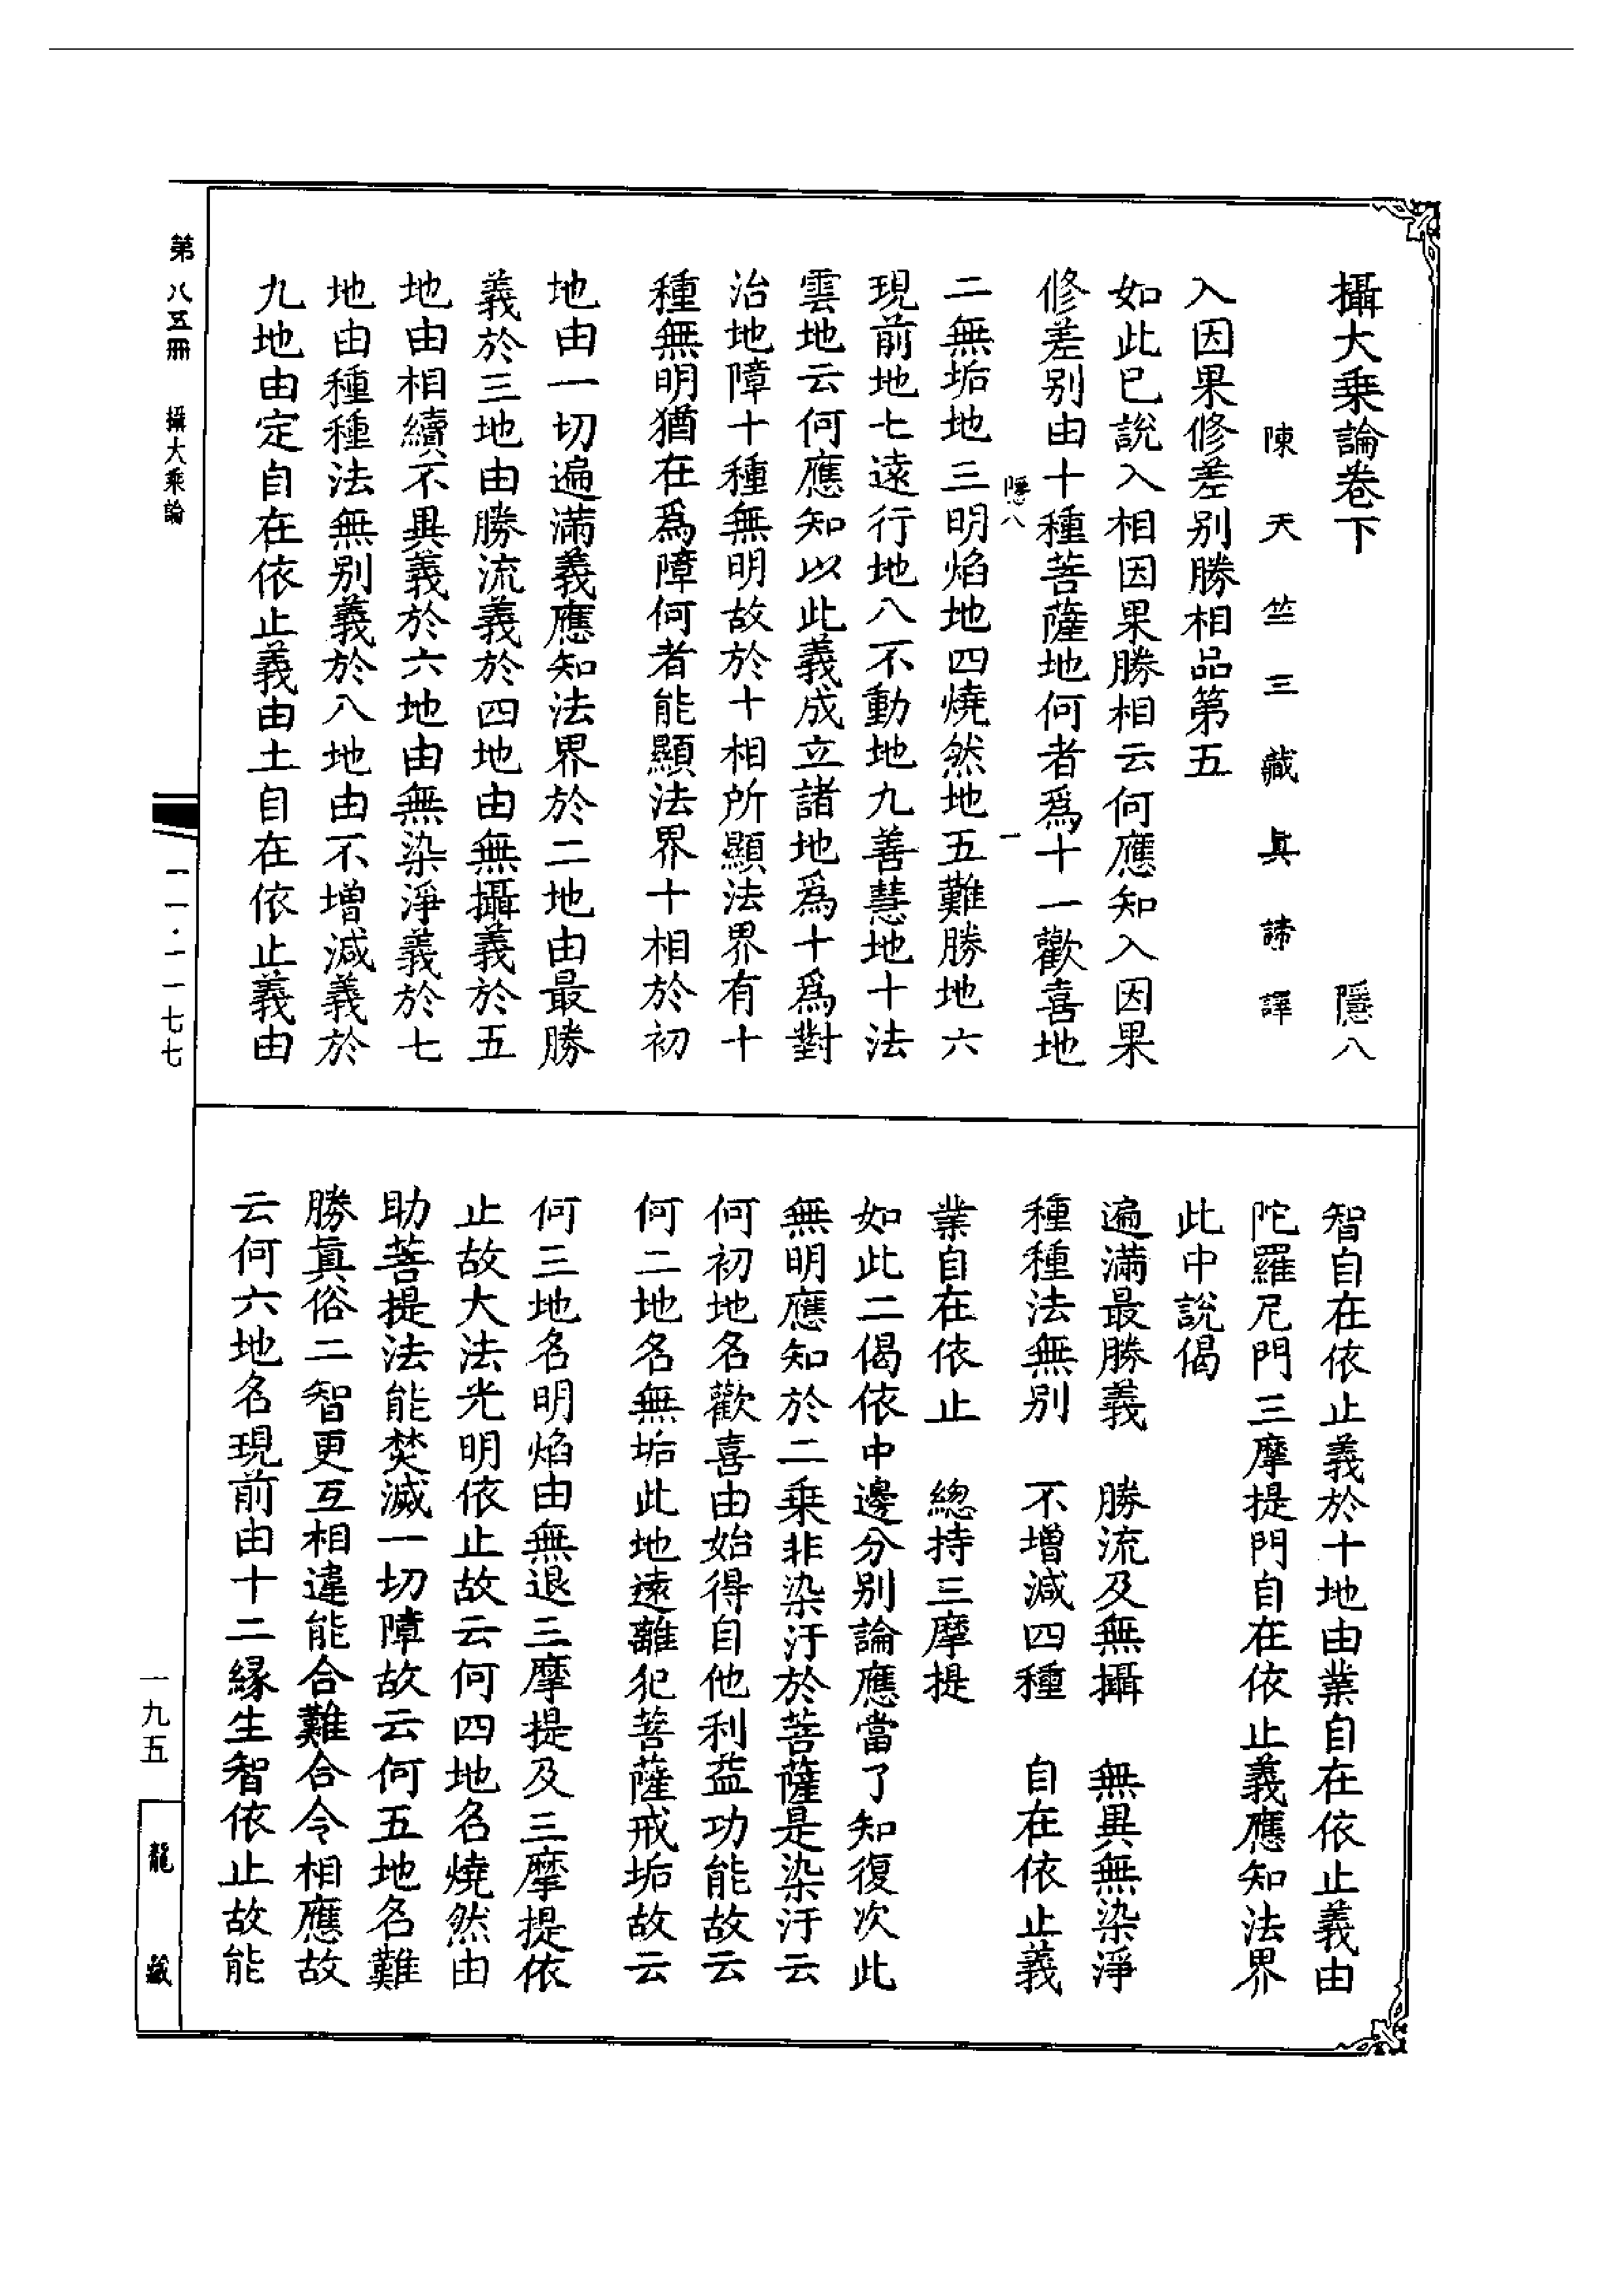 攝大乘論卷下　隱八
陳天竺三藏眞諦譯
入因果修差别勝相品第五
如此已說入相因果勝相云何應知入因果
修差别由十種菩薩地何者爲十一歡喜地
隱八　一
二無垢地三明焰地四燒然地五難勝地六
現前地七遠行地八不動地九善慧地十法
雲地云何應知以此義成立諸地爲十爲對
治地障十種無明故於十相所顯法界有十
種無明猶在爲障何者能顯法界十相於初
地由一切遍滿義應知法界於二地由最勝
義於三地由勝流義於四地由無攝義於五
地由相續不異義於六地由無染淨義於七
地由種種法無别義於八地由不增減義於
九地由定自在依止義由土自在依止義由
智自在依止義於十地由業自在依止義由
陀羅尼門三摩提門自在依止義應知法界
此中說偈
遍滿最勝義　勝流及無攝　無異無染淨
種種法無别　不增減四種　自在依止義
業自在依止　總持三摩提
如此二偈依中邊分别論應當了知復次此
無明應知於二乘非染汙於菩薩是染汙云
何初地名歡喜由始得自他利益功能故云
何二地名無垢此地遠離犯菩薩戒垢故云
何三地名明焰由無退三摩提及三摩提依
止故大法光明依止故云何四地名燒然由
助菩提法能焚滅一切障故云何五地名難
勝眞俗二智更互相違能合難合令相應故
云何六地名現前由十二緣生智依止故能
第八五冊　攝大乘論
一一·一一七七
一九五
龍藏